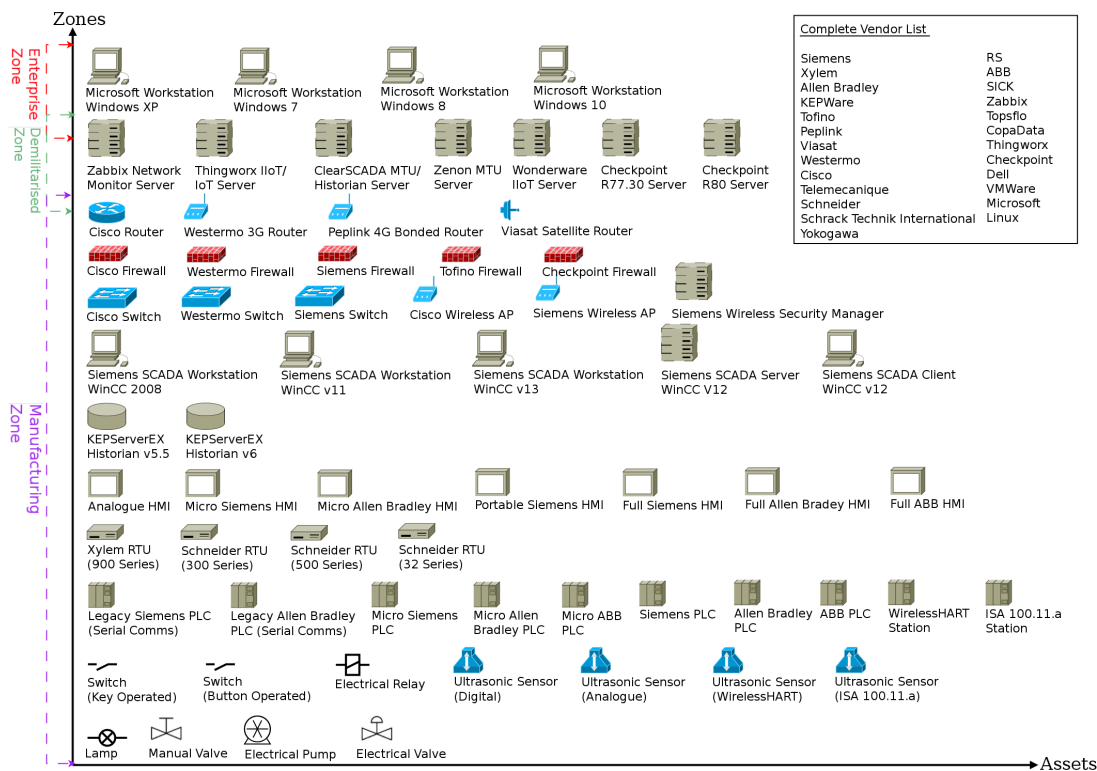 Zones
Complete Vendor List
Siemens
Xylem
Allen Bradley
KEPWare
Tofino
Peplink
Viasat
Westermo
Cisco
Telemecanique
Schneider
Schrack Technik International
Yokogawa
RS
ABB
SICK
Zabbix
Topsflo
CopaData
Thingworx
Checkpoint
Dell
VMWare
Microsoft
Linux
Enterprise
Zone
Demilitarised
Zone
Manufacturing
Zone
Microsoft Workstation
Windows XP
Microsoft Workstation
Windows 7
Microsoft Workstation
Windows 8
Microsoft Workstation
Windows 10
Zabbix Network
Monitor Server
Thingworx IIoT/
IoT Server
ClearSCADA MTU/
Historian Server
Zenon MTU
Server
Wonderware
IIoT Server
Checkpoint
R77.30 Server
Checkpoint
R80 Server
Cisco Router
Westermo 3G Router
Peplink 4G Bonded Router
Viasat Satellite Router
Cisco Firewall
Westermo Firewall
Siemens Firewall
Tofino Firewall
Checkpoint Firewall
Cisco Switch
Westermo Switch
Siemens Switch
Cisco Wireless AP
Siemens Wireless AP
Siemens Wireless Security Manager
Siemens SCADA Workstation
WinCC 2008
Siemens SCADA Workstation
WinCC v11
Siemens SCADA Workstation
WinCC v13
Siemens SCADA Server
WinCC V12
Siemens SCADA Client
WinCC v12
KEPServerEX
Historian v5.5
KEPServerEX
Historian v6
Analogue HMI
Micro Siemens HMI
Micro Allen Bradley HMI
Portable Siemens HMI
Full Siemens HMI
Full Allen Bradey HMI
Full ABB HMI
Xylem RTU
(900 Series)
Schneider RTU
(300 Series)
Schneider RTU
(500 Series)
Schneider RTU
(32 Series)
Legacy Siemens PLC
(Serial Comms)
Legacy Allen Bradley
PLC (Serial Comms)
Micro Siemens
PLC
Micro Allen
Bradley PLC
Micro ABB
PLC
Siemens PLC
Allen Bradley
PLC
ABB PLC
WirelessHART
Station
ISA 100.11.a
Station
Switch
(Key Operated)
Switch
(Button Operated)
Electrical Relay
Ultrasonic Sensor
(Digital)
Ultrasonic Sensor
(Analogue)
Ultrasonic Sensor
(WirelessHART)
Ultrasonic Sensor
(ISA 100.11.a)
Lamp
Manual Valve
Electrical Pump
Electrical Valve
Assets